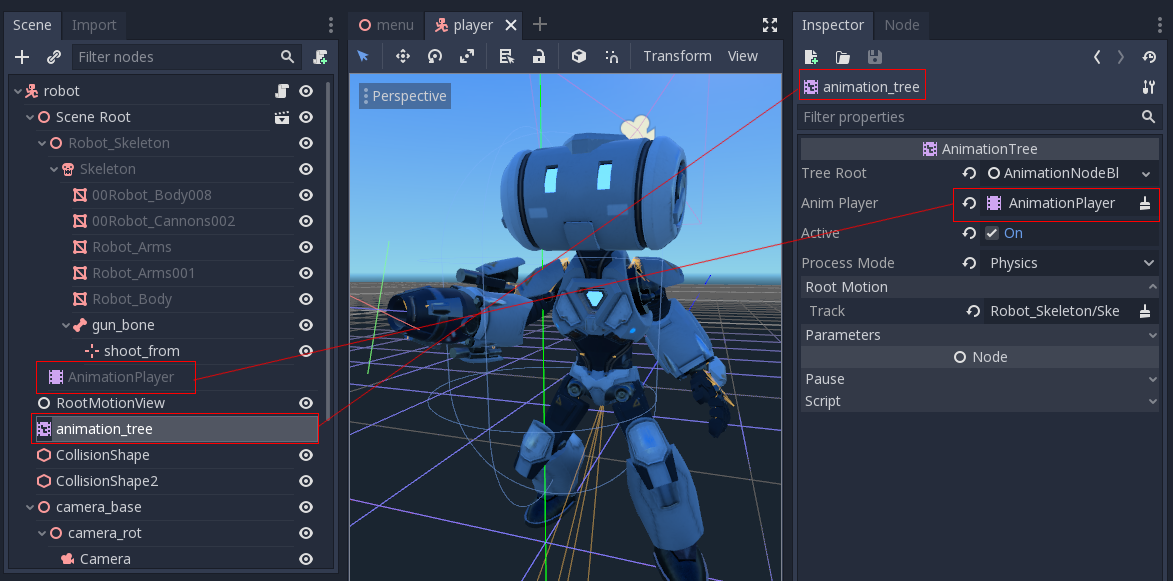 Scene
Import
Filter nodes
robot
Scene Root
Robot_Skeleton
Skeleton
00Robot_Body008
00Robot_Cannons002
Robot_Arms
Robot_Arms001
Robot_Body
gun_bone
shoot_from
AnimationPlayer
RootMotionView
animation_tree
CollisionShape
CollisionShape2
camera_base
camera_rot
Camera
menu
player
Transform View
Perspective
Inspector
Node
animation_tree
Filter properties
AnimationTree
Tree Root AnimationNodeBl
Anim Player AnimationPlayer
Active On
Process Mode Physics
Root Motion
Track Robot_Skeleton/Ske
Parameters
Node
Pause
Script